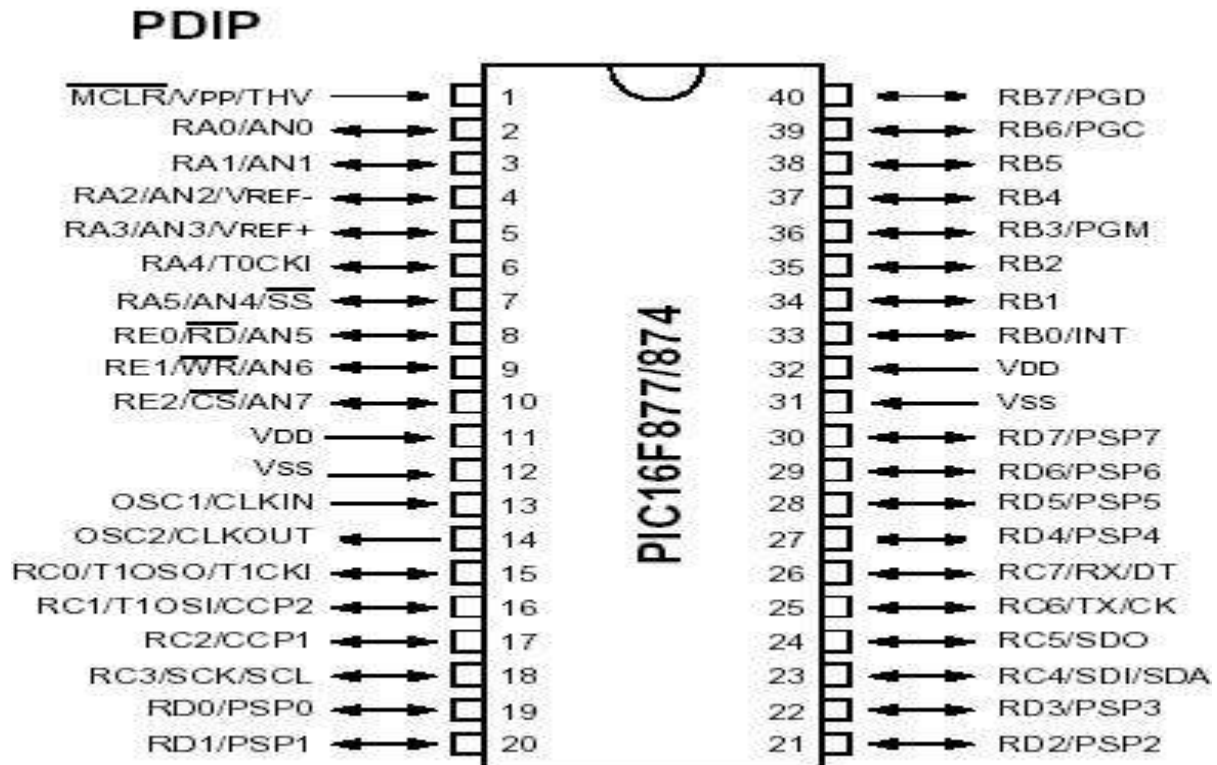 PDIP
MCLR/VPP/THV 1 40 RB7/PGD
RA0/AN0 2 39 RB6/PGC
RA1/AN1 3 38 RB5
RA2/AN2/VREF- 4 37 RB4
RA3/AN3/VREF+ 5 36 RB3/PGM
RA4/T0CKI 6 35 RB2
RA5/AN4/SS 7 34 RB1
RE0/RD/AN5 8 33 RB0/INT
RE1/WR/AN6 9 32 VDD
RE2/CS/AN7 10 31 VSS
VDD 11 30 RD7/PSP7
VSS 12 29 RD6/PSP6
OSC1/CLKIN 13 28 RD5/PSP5
OSC2/CLKOUT 14 27 RD4/PSP4
RC0/T1OSO/T1CKI 15 26 RC7/RX/DT
RC1/T1OSI/CCP2 16 25 RC6/TX/CK
RC2/CCP1 17 24 RC5/SDO
RC3/SCK/SCL 18 23 RC4/SDI/SDA
RD0/PSP0 19 22 RD3/PSP3
RD1/PSP1 20 21 RD2/PSP2
PIC16F877/874